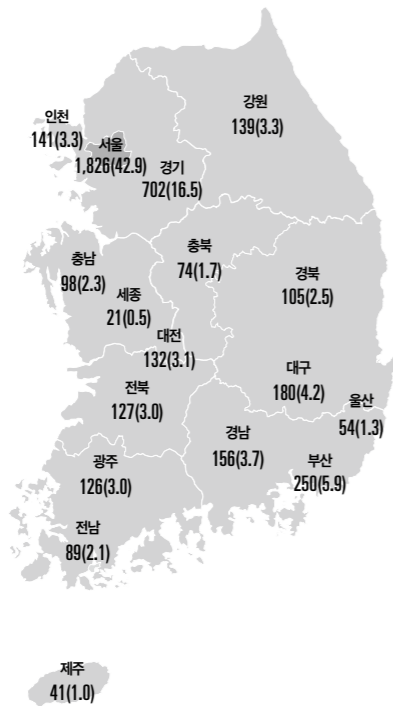 강원
139(3.3)
인천
141(3.3)
서울
1,826(42.9)
경기
702(16.5)
충북
74(1.7)
충남
98(2.3)
세종
21(0.5)
대전
132(3.1)
경북
105(2.5)
대구
180(4.2)
울산
54(1.3)
전북
127(3.0)
경남
156(3.7)
부산
250(5.9)
광주
126(3.0)
전남
89(2.1)
제주
41(1.0)